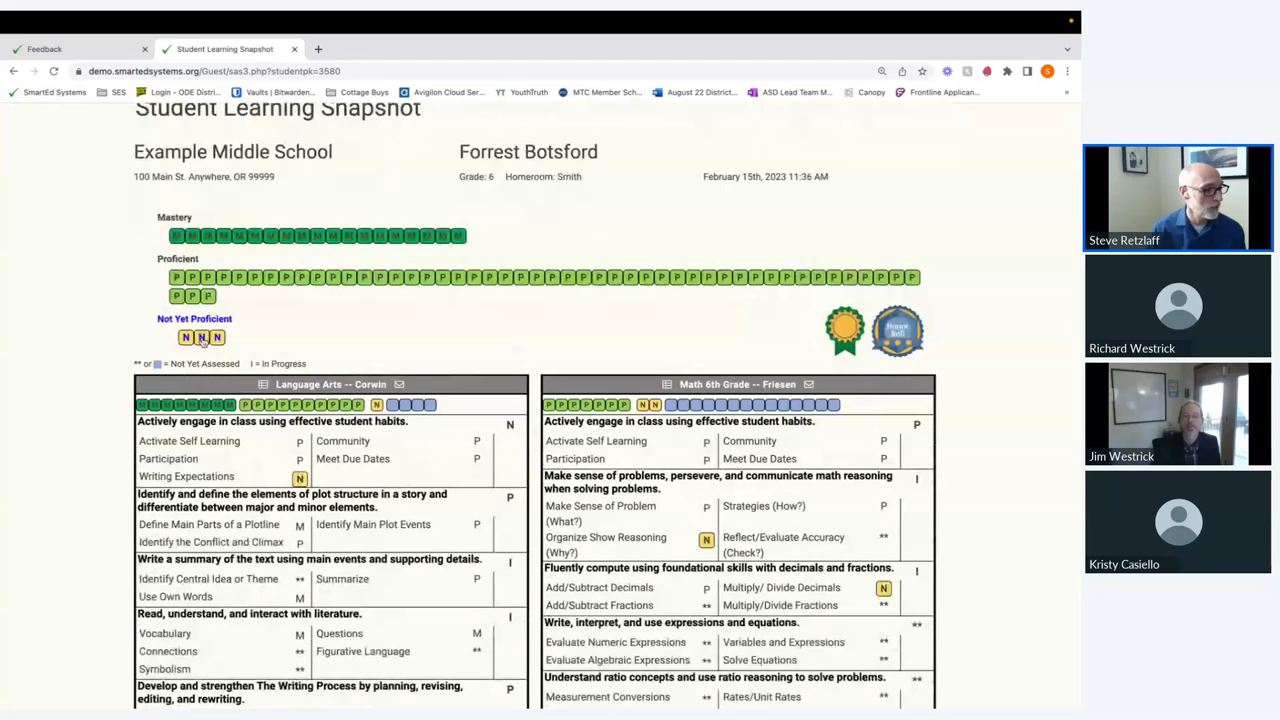 Feedback
Student Learning Snapshot
demo.smartedsystems.org/Guest/sas3.php?studentpk=3580
S
SmartEd Systems
SES
Login - ODE Distri...
Vaults | Bitwarden...
Cottage Buys
Avigilon Cloud Ser...
YT YouthTruth
MTC Member Sch...
August 22 District...
ASD Lead Team M...
Canopy
Frontline Applican...
»
Student Learning Snapshot
Example Middle School
Forrest Botsford
100 Main St. Anywhere, OR 99999
Grade: 6 Homeroom: Smith
February 15th, 2023 11:36 AM
Mastery
M M M M M M M M M M M M M M M M M M M
Proficient
P P P P P P P P P P P P P P P P P P P P P P P P P P P P P P P P P P P P P P P P P P P P P P P P
P P P
Not Yet Proficient
N N N
Honor Roll
** or = Not Yet Assessed I = In Progress
Language Arts -- Corwin
M M M M M M M M P P P P P P P P P P N
Actively engage in class using effective student habits. N
Activate Self Learning P Community P
Participation P Meet Due Dates P
Writing Expectations N
Identify and define the elements of plot structure in a story and
differentiate between major and minor elements. P
Define Main Parts of a Plotline M Identify Main Plot Events P
Identify the Conflict and Climax P
Write a summary of the text using main events and supporting details. I
Identify Central Idea or Theme ** Summarize P
Use Own Words M
Read, understand, and interact with literature. I
Vocabulary M Questions M
Connections ** Figurative Language **
Symbolism **
Develop and strengthen The Writing Process by planning, revising,
editing, and rewriting. P
Math 6th Grade -- Friesen
P P P P P P P N N
Actively engage in class using effective student habits. P
Activate Self Learning P Community P
Participation P Meet Due Dates P
Make sense of problems, persevere, and communicate math reasoning
when solving problems. I
Make Sense of Problem P Strategies (How?) P
(What?)
Organize Show Reasoning N Reflect/Evaluate Accuracy **
(Why?) (Check?)
Fluently compute using foundational skills with decimals and fractions. I
Add/Subtract Decimals P Multiply/ Divide Decimals N
Add/Subtract Fractions ** Multiply/Divide Fractions **
Write, interpret, and use expressions and equations. **
Evaluate Numeric Expressions ** Variables and Expressions **
Evaluate Algebraic Expressions ** Solve Equations **
Understand ratio concepts and use ratio reasoning to solve problems. **
Measurement Conversions ** Rates/Unit Rates **
Steve Retzlaff
Richard Westrick
Jim Westrick
Kristy Casiello